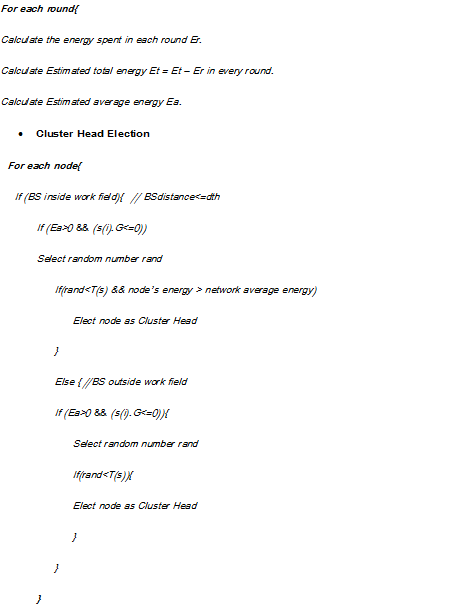 For each round{
Calculate the energy spent in each round Er.
Calculate Estimated total energy Et = Et – Er in every round.
Calculate Estimated average energy Ea.
• Cluster Head Election
For each node{
If (BS inside work field){ // BSdistance<=dth
If (Ea>0 && (s(i).G<=0))
Select random number rand
If(rand<T(s) && node's energy > network average energy)
Elect node as Cluster Head
}
Else { //BS outside work field
If (Ea>0 && (s(i).G<=0)){
Select random number rand
If(rand<T(s)){
Elect node as Cluster Head
}
}
}